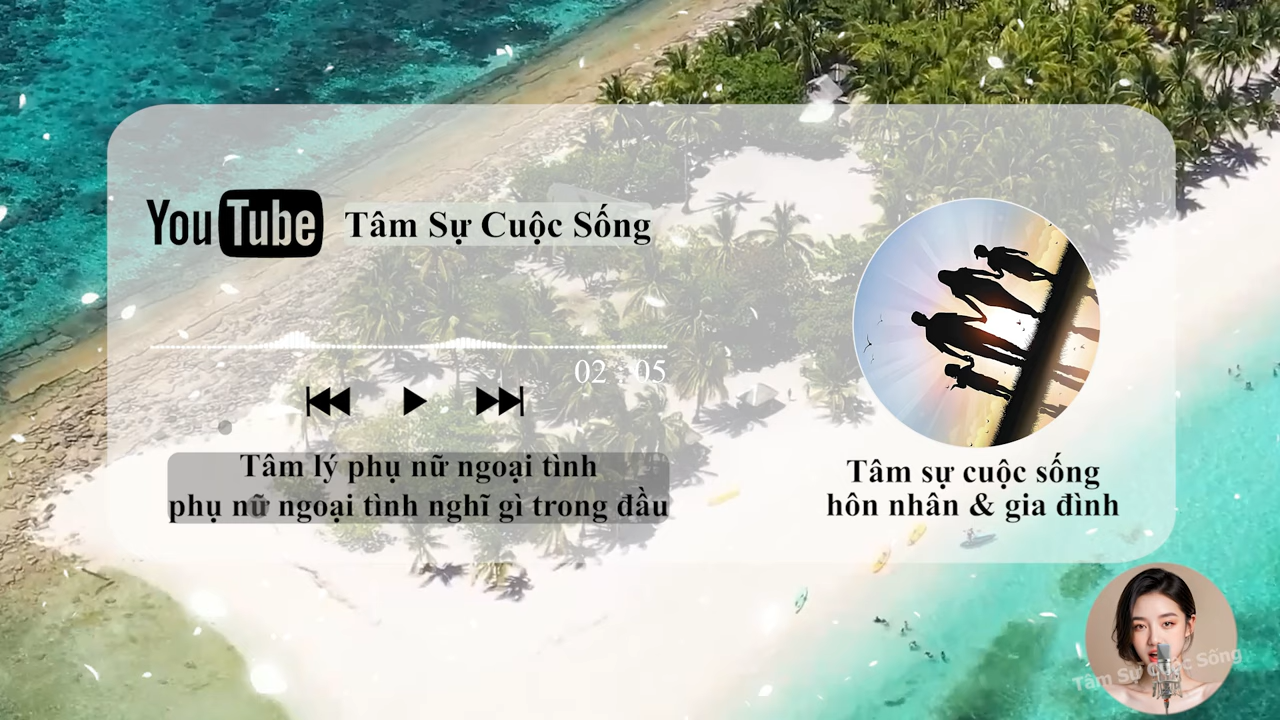 YouTube Tâm Sự Cuộc Sống
02 : 05
Tâm lý phụ nữ ngoại tình
phụ nữ ngoại tình nghĩ gì trong đầu
Tâm sự cuộc sống
hôn nhân & gia đình
Tâm Sự Cuộc Sống